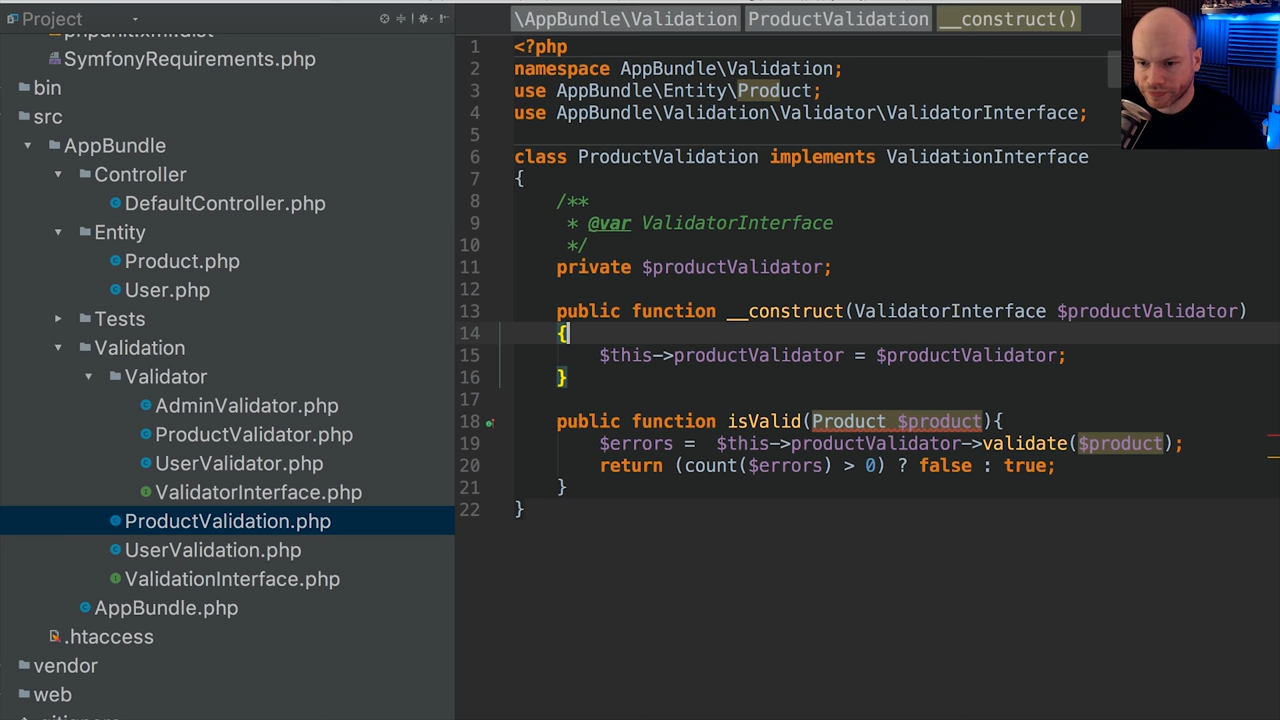 Project
SymfonyRequirements.php
bin
src
AppBundle
Controller
DefaultController.php
Entity
Product.php
User.php
Tests
Validation
Validator
AdminValidator.php
ProductValidator.php
UserValidator.php
ValidatorInterface.php
ProductValidation.php
UserValidation.php
ValidationInterface.php
AppBundle.php
.htaccess
vendor
web
\AppBundle\Validation ProductValidation __construct()
1 <?php
2 namespace AppBundle\Validation;
3 use AppBundle\Entity\Product;
4 use AppBundle\Validation\Validator\ValidatorInterface;
5
6 class ProductValidation implements ValidationInterface
7 {
8 /**
9 * @var ValidatorInterface
10 */
11 private $productValidator;
12
13 public function __construct(ValidatorInterface $productValidator)
14 {
15 $this->productValidator = $productValidator;
16 }
17
18 public function isValid(Product $product){
19 $errors =  $this->productValidator->validate($product);
20 return (count($errors) > 0) ? false : true;
21 }
22 }